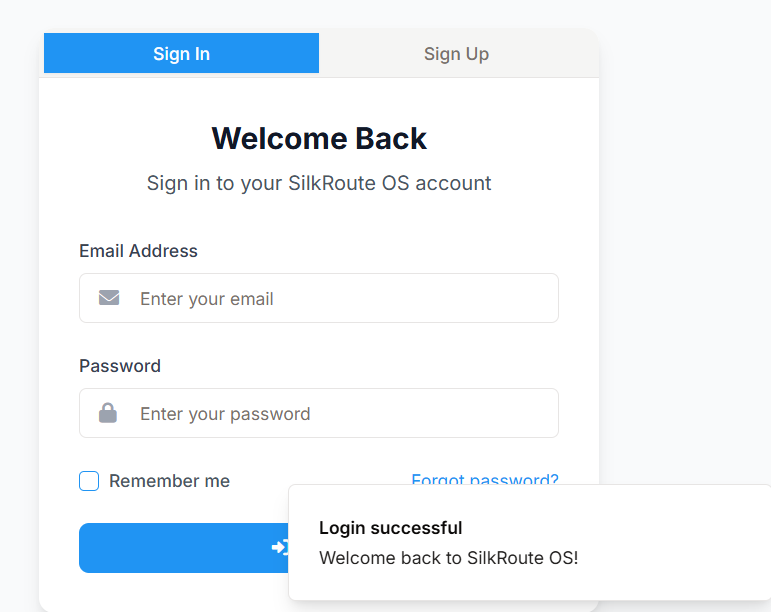 Sign In
Sign Up
Welcome Back
Sign in to your SilkRoute OS account
Email Address
Enter your email
Password
Enter your password
Remember me
Forgot password?
Login successful
Welcome back to SilkRoute OS!